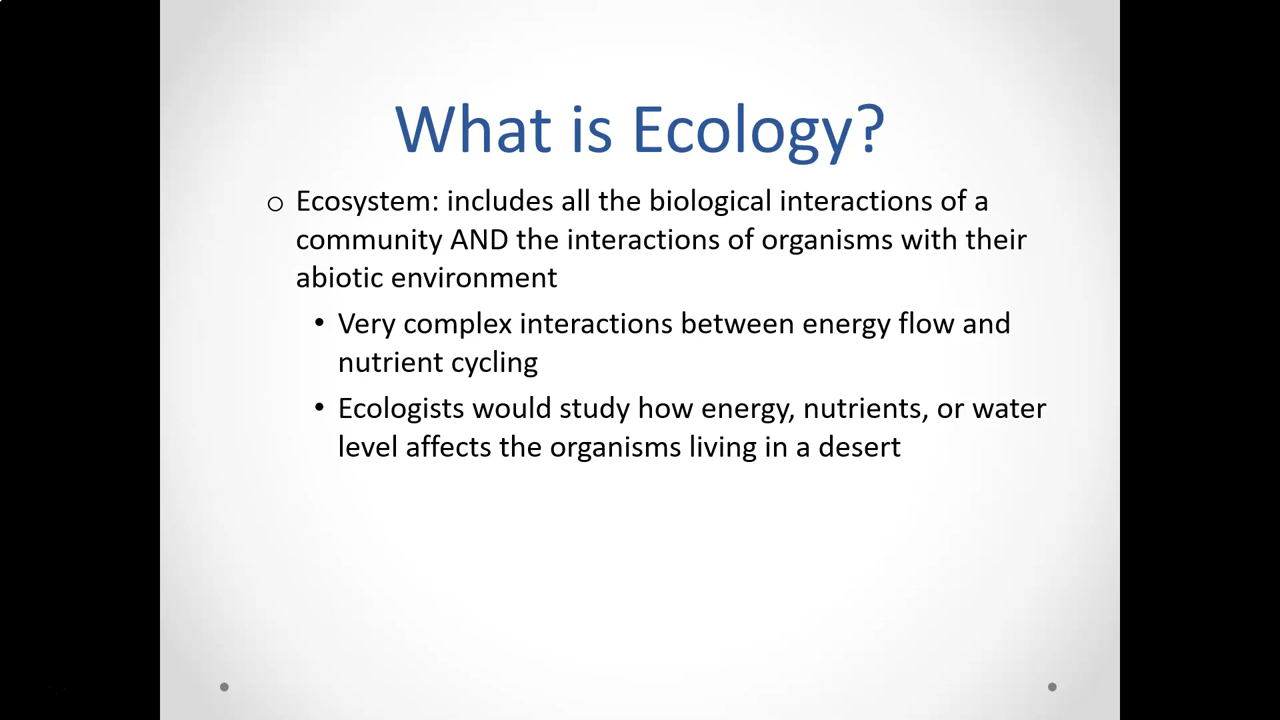 What is Ecology?
o Ecosystem: includes all the biological interactions of a
community AND the interactions of organisms with their
abiotic environment
• Very complex interactions between energy flow and
nutrient cycling
• Ecologists would study how energy, nutrients, or water
level affects the organisms living in a desert